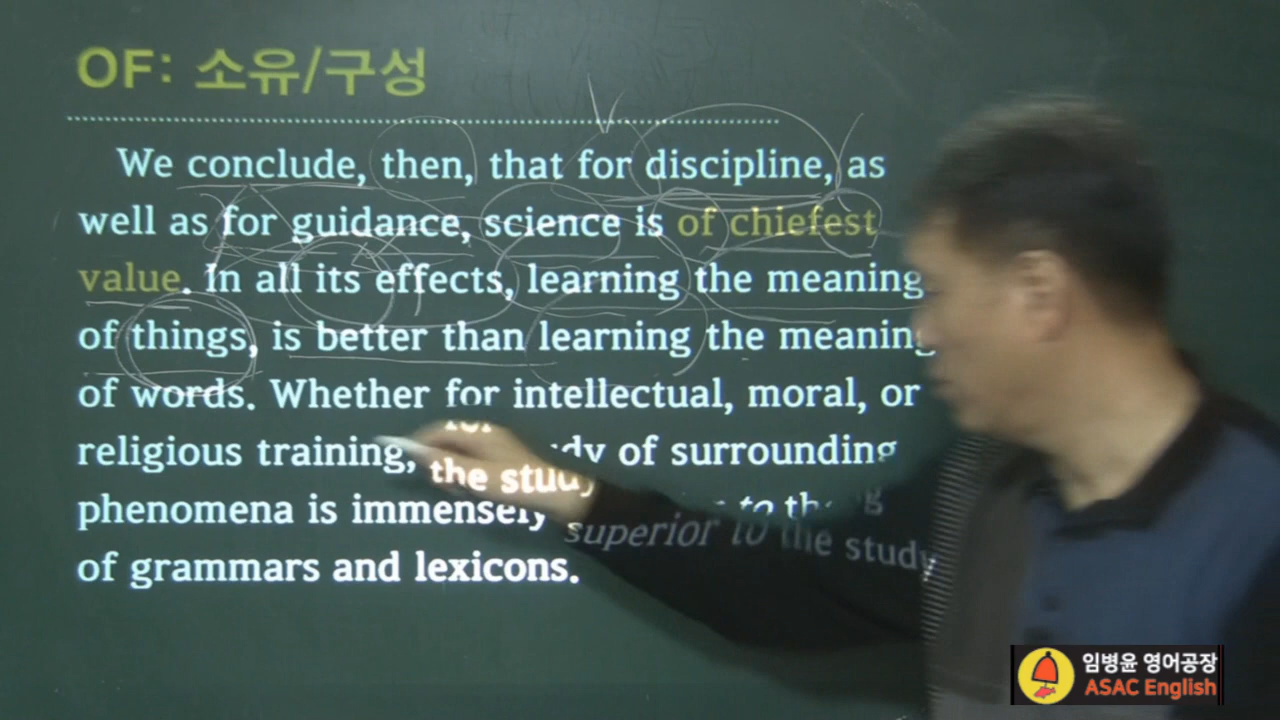 OF: 소유/구성
We conclude, then, that for discipline, as
well as for guidance, science is of chiefest
value. In all its effects, learning the meaning
of things, is better than learning the meaning
of words. Whether for intellectual, moral, or
religious training, the study of surrounding
phenomena is immensely superior to the study
of grammars and lexicons.
임병윤 영어공장
ASAC English